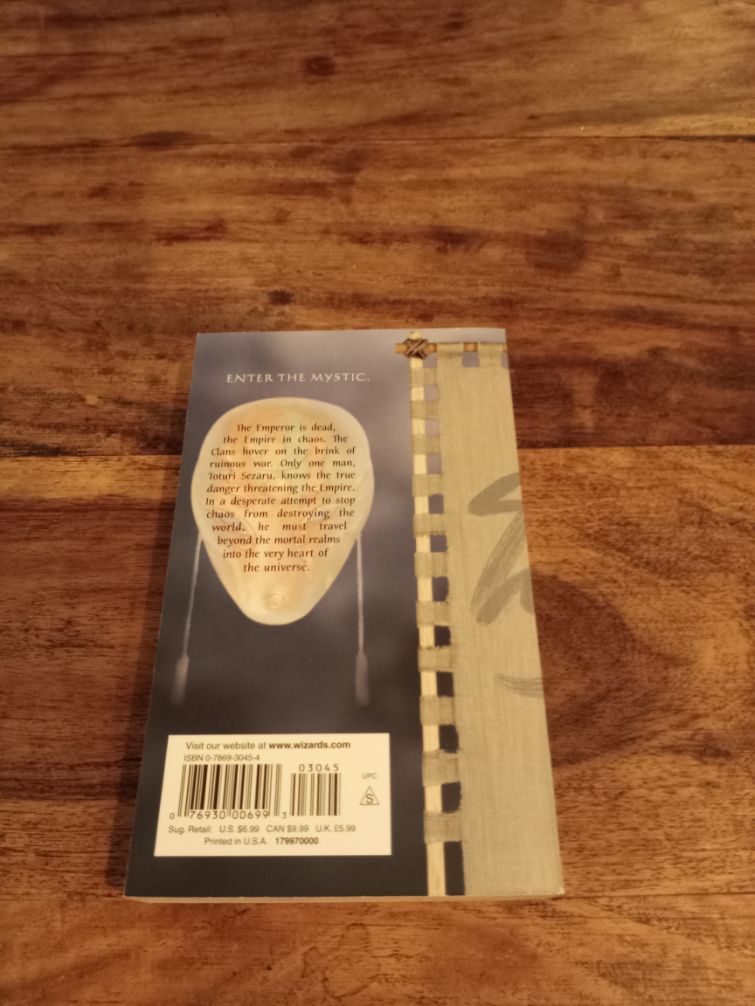 ENTER THE MYSTIC.
The Emperor is dead,
the Empire in chaos. The
Clans hover on the brink of
ruinous war. Only one man,
Toturi Sezaru, knows the true
danger threatening the Empire.
In a desperate attempt to stop
chaos from destroying the
world, he must travel
beyond the mortal realms
into the very heart of
the universe.
Visit our website at www.wizards.com
ISBN 0-7869-3045-4
03045
UPC
S
0 76930 00699 3
Sug. Retail: U.S. $6.99 CAN $9.99 U.K. £5.99
Printed in U.S.A. 179970000